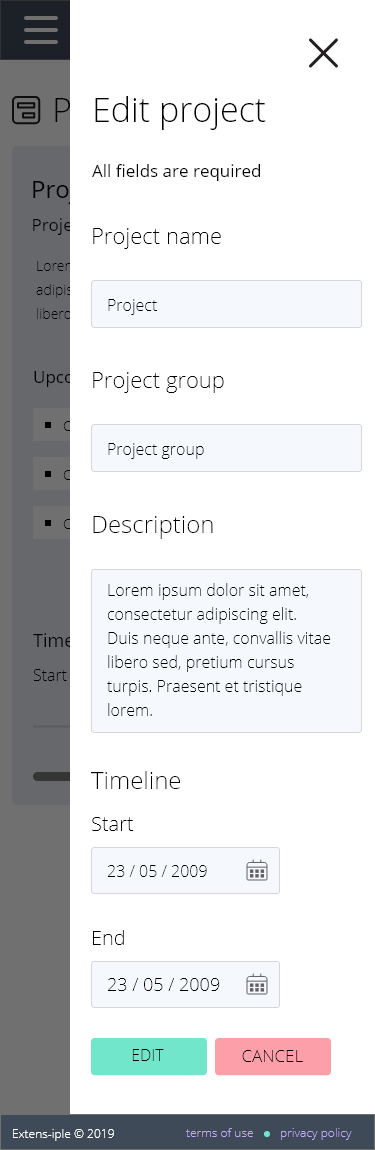 Edit project
All fields are required
Project name
Project
Project group
Project group
Description
Lorem ipsum dolor sit amet,
consectetur adipiscing elit.
Duis neque ante, convallis vitae
libero sed, pretium cursus
turpis. Praesent et tristique
lorem.
Timeline
Start
23 / 05 / 2009
End
23 / 05 / 2009
EDIT CANCEL
Start
Extens-iple © 2019 terms of use privacy policy